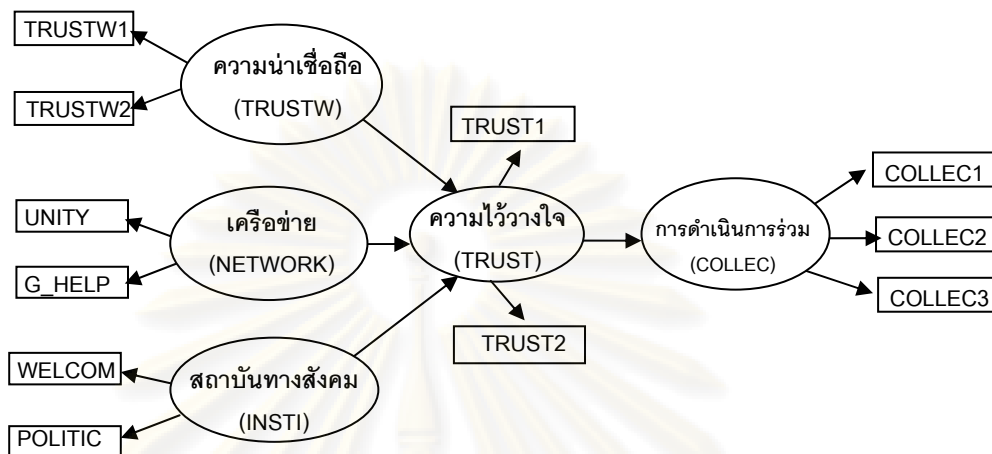 TRUSTW1
TRUSTW2
ความน่าเชื่อถือ
(TRUSTW)
UNITY
G_HELP
เครือข่าย
(NETWORK)
WELCOM
POLITIC
สถาบันทางสังคม
(INSTI)
TRUST1
ความไว้วางใจ
(TRUST)
TRUST2
การดำเนินการร่วม
(COLLEC)
COLLEC1
COLLEC2
COLLEC3